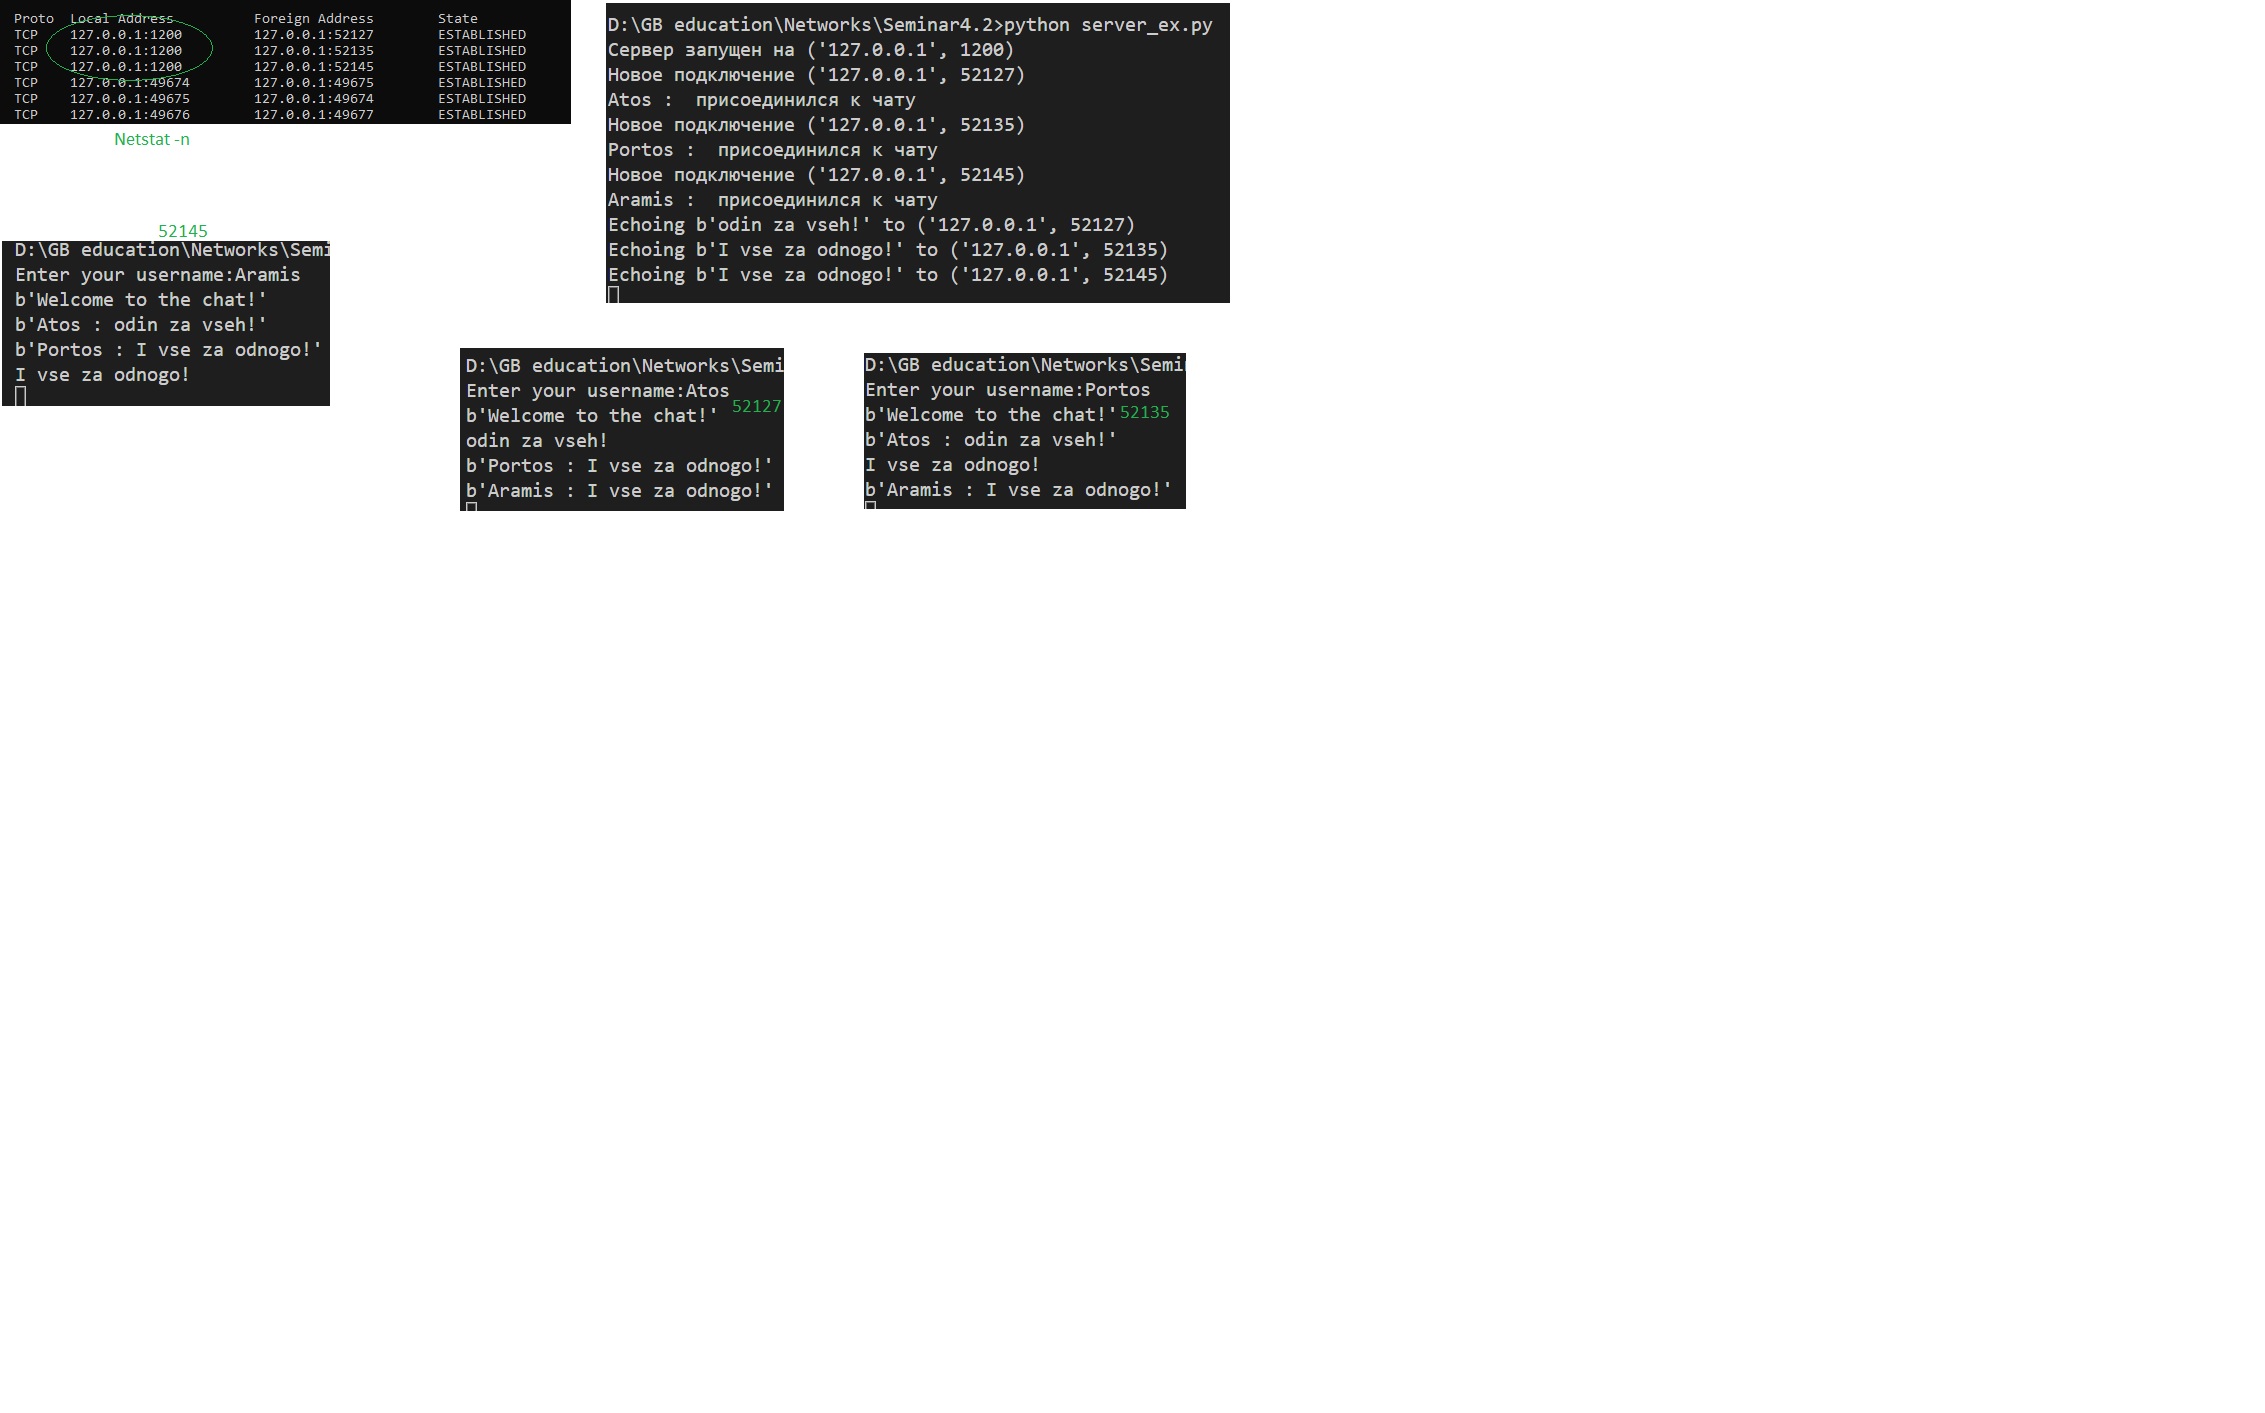 Proto Local Address Foreign Address State
TCP 127.0.0.1:1200 127.0.0.1:52127 ESTABLISHED
TCP 127.0.0.1:1200 127.0.0.1:52135 ESTABLISHED
TCP 127.0.0.1:1200 127.0.0.1:52145 ESTABLISHED
TCP 127.0.0.1:49674 127.0.0.1:49675 ESTABLISHED
TCP 127.0.0.1:49675 127.0.0.1:49674 ESTABLISHED
TCP 127.0.0.1:49676 127.0.0.1:49677 ESTABLISHED
Netstat -n
D:\GB education\Networks\Seminar4.2>python server_ex.py
Сервер запущен на ('127.0.0.1', 1200)
Новое подключение ('127.0.0.1', 52127)
Atos :  присоединился к чату
Новое подключение ('127.0.0.1', 52135)
Portos :  присоединился к чату
Новое подключение ('127.0.0.1', 52145)
Aramis :  присоединился к чату
Echoing b'odin za vseh!' to ('127.0.0.1', 52127)
Echoing b'I vse za odnogo!' to ('127.0.0.1', 52135)
Echoing b'I vse za odnogo!' to ('127.0.0.1', 52145)
52145
D:\GB education\Networks\Semi
Enter your username:Aramis
b'Welcome to the chat!'
b'Atos : odin za vseh!'
b'Portos : I vse za odnogo!'
I vse za odnogo!
D:\GB education\Networks\Semi
Enter your username:Atos
b'Welcome to the chat!' 52127
odin za vseh!
b'Portos : I vse za odnogo!'
b'Aramis : I vse za odnogo!'
D:\GB education\Networks\Semi
Enter your username:Portos
b'Welcome to the chat!' 52135
b'Atos : odin za vseh!'
I vse za odnogo!
b'Aramis : I vse za odnogo!'